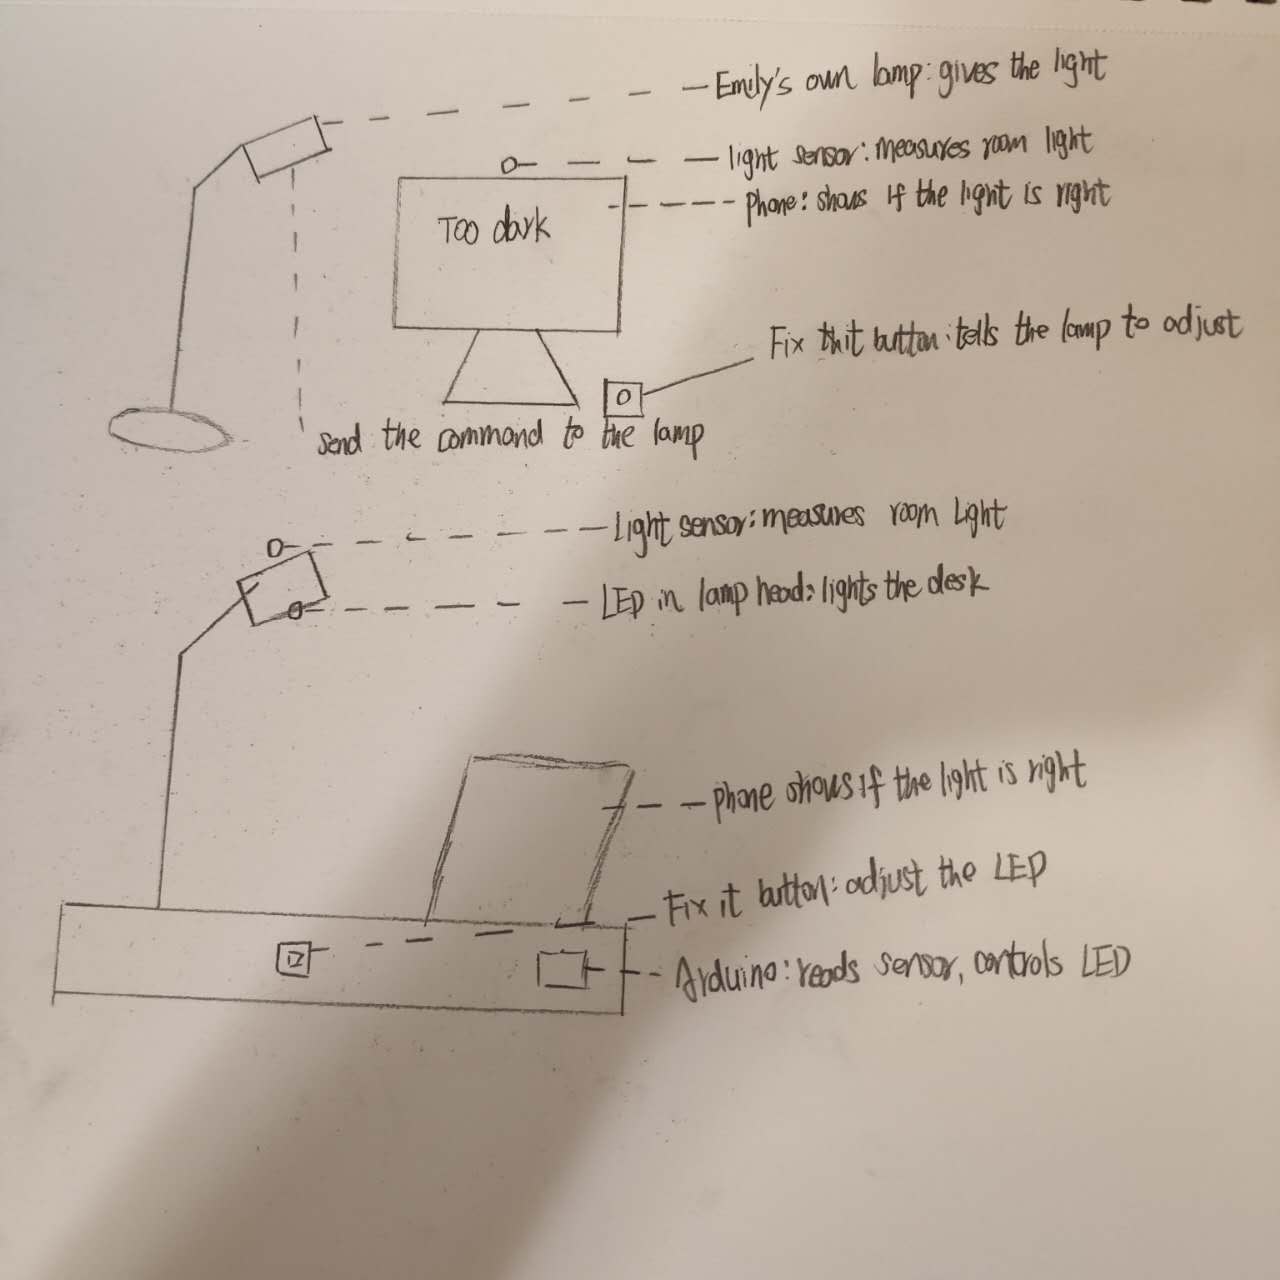 Emily's own lamp: gives the light
light sensor: measures room light
phone: shows if the light is right
Too dark
Fix thit button: tells the lamp to adjust
send the command to the lamp
Light sensor: measures room Light
LED in lamp head: lights the desk
phone shows if the light is right
Fix it button: adjust the LED
Arduino: reads sensor, controls LED